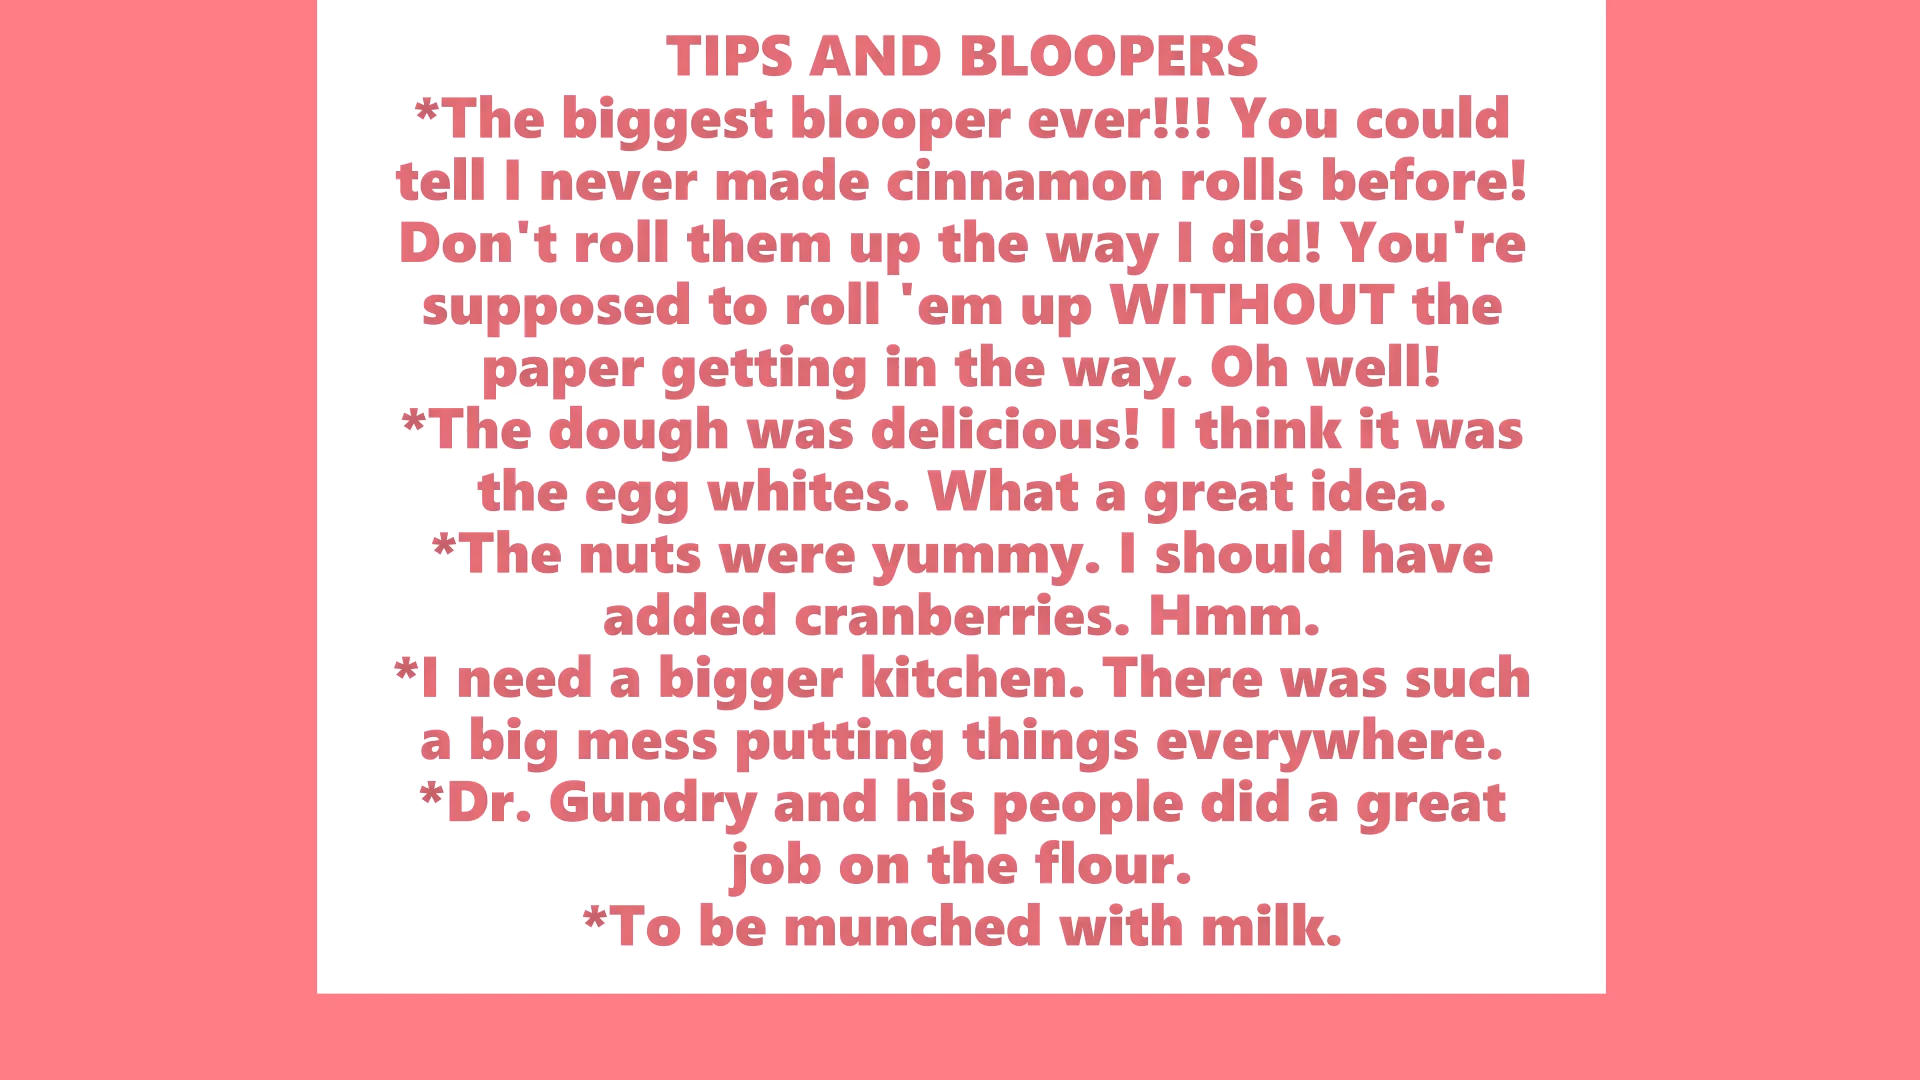 TIPS AND BLOOPERS
*The biggest blooper ever!!! You could
tell I never made cinnamon rolls before!
Don't roll them up the way I did! You're
supposed to roll 'em up WITHOUT the
paper getting in the way. Oh well!
*The dough was delicious! I think it was
the egg whites. What a great idea.
*The nuts were yummy. I should have
added cranberries. Hmm.
*I need a bigger kitchen. There was such
a big mess putting things everywhere.
*Dr. Gundry and his people did a great
job on the flour.
*To be munched with milk.